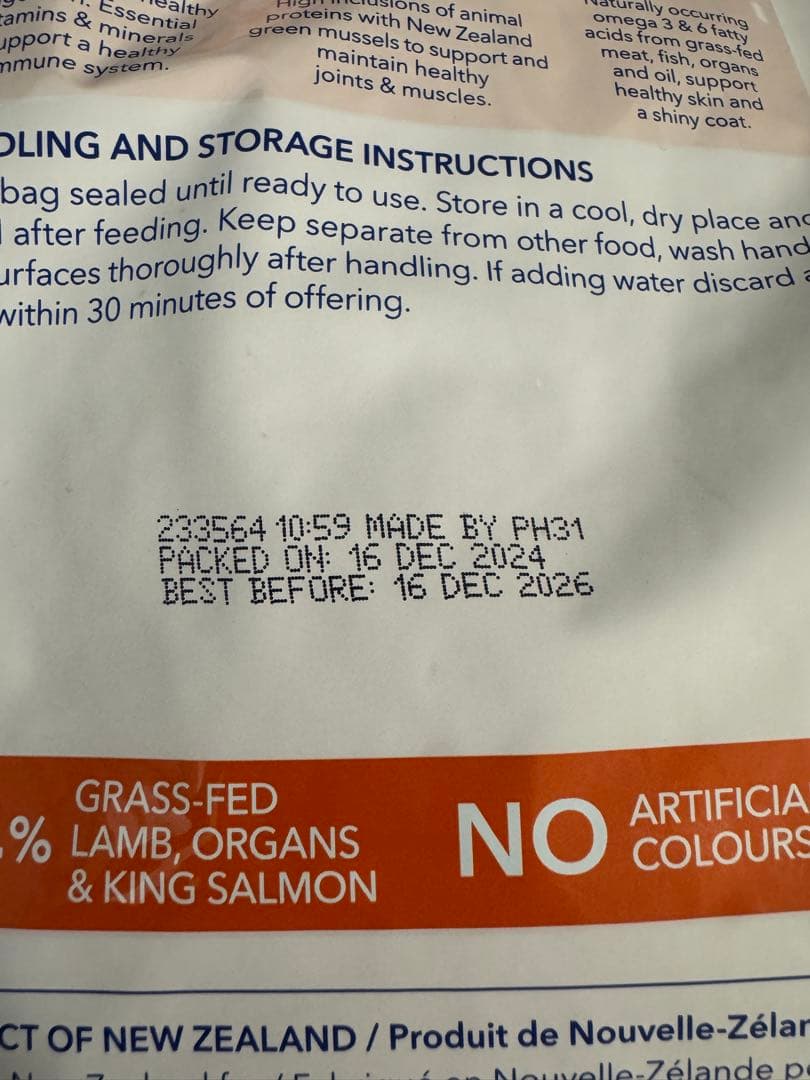 ealthy
Essential
tamins & minerals
upport a healthy
mmune system.
High inclusions of animal
proteins with New Zealand
green mussels to support and
maintain healthy
joints & muscles.
Naturally occurring
omega 3 & 6 fatty
acids from grass-fed
meat, fish, organs
and oil, support
healthy skin and
a shiny coat.
DLING AND STORAGE INSTRUCTIONS
bag sealed until ready to use. Store in a cool, dry place and
after feeding. Keep separate from other food, wash hand
urfaces thoroughly after handling. If adding water discard a
within 30 minutes of offering.
233564 10:59 MADE BY PH31
PACKED ON: 16 DEC 2024
BEST BEFORE: 16 DEC 2026
% GRASS-FED
LAMB, ORGANS
& KING SALMON
NO ARTIFICIA
COLOURS
CT OF NEW ZEALAND / Produit de Nouvelle-Zélan
Nouvelle-Zélande p